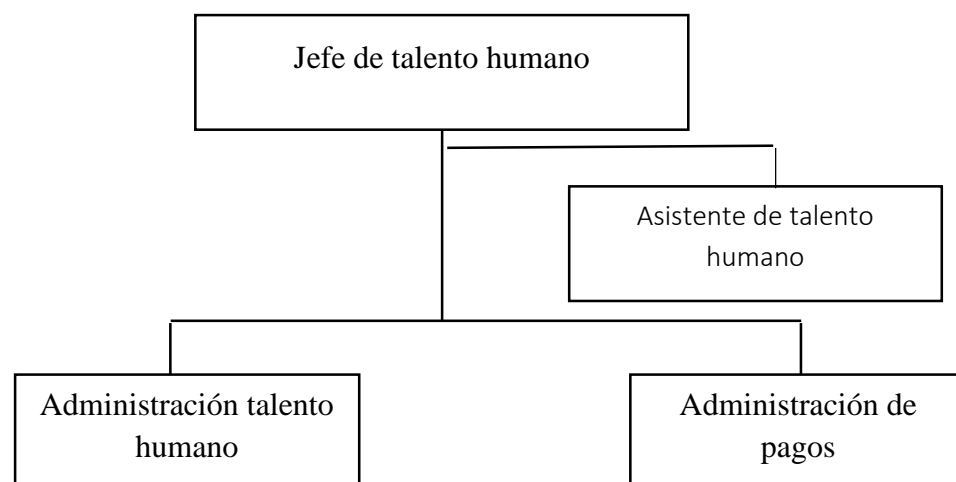 Jefe de talento humano
Asistente de talento
humano
Administración talento
humano
Administración de
pagos